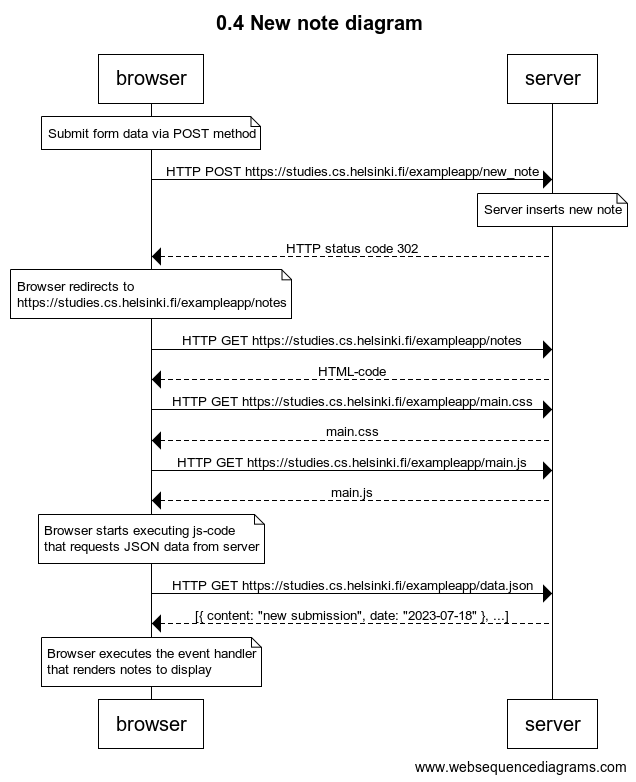 0.4 New note diagram
browser
server
Submit form data via POST method
HTTP POST https://studies.cs.helsinki.fi/exampleapp/new_note
Server inserts new note
HTTP status code 302
Browser redirects to
https://studies.cs.helsinki.fi/exampleapp/notes
HTTP GET https://studies.cs.helsinki.fi/exampleapp/notes
HTML-code
HTTP GET https://studies.cs.helsinki.fi/exampleapp/main.css
main.css
HTTP GET https://studies.cs.helsinki.fi/exampleapp/main.js
main.js
Browser starts executing js-code
that requests JSON data from server
HTTP GET https://studies.cs.helsinki.fi/exampleapp/data.json
[{ content: "new submission", date: "2023-07-18" }, ...]
Browser executes the event handler
that renders notes to display
browser
server
www.websequencediagrams.com